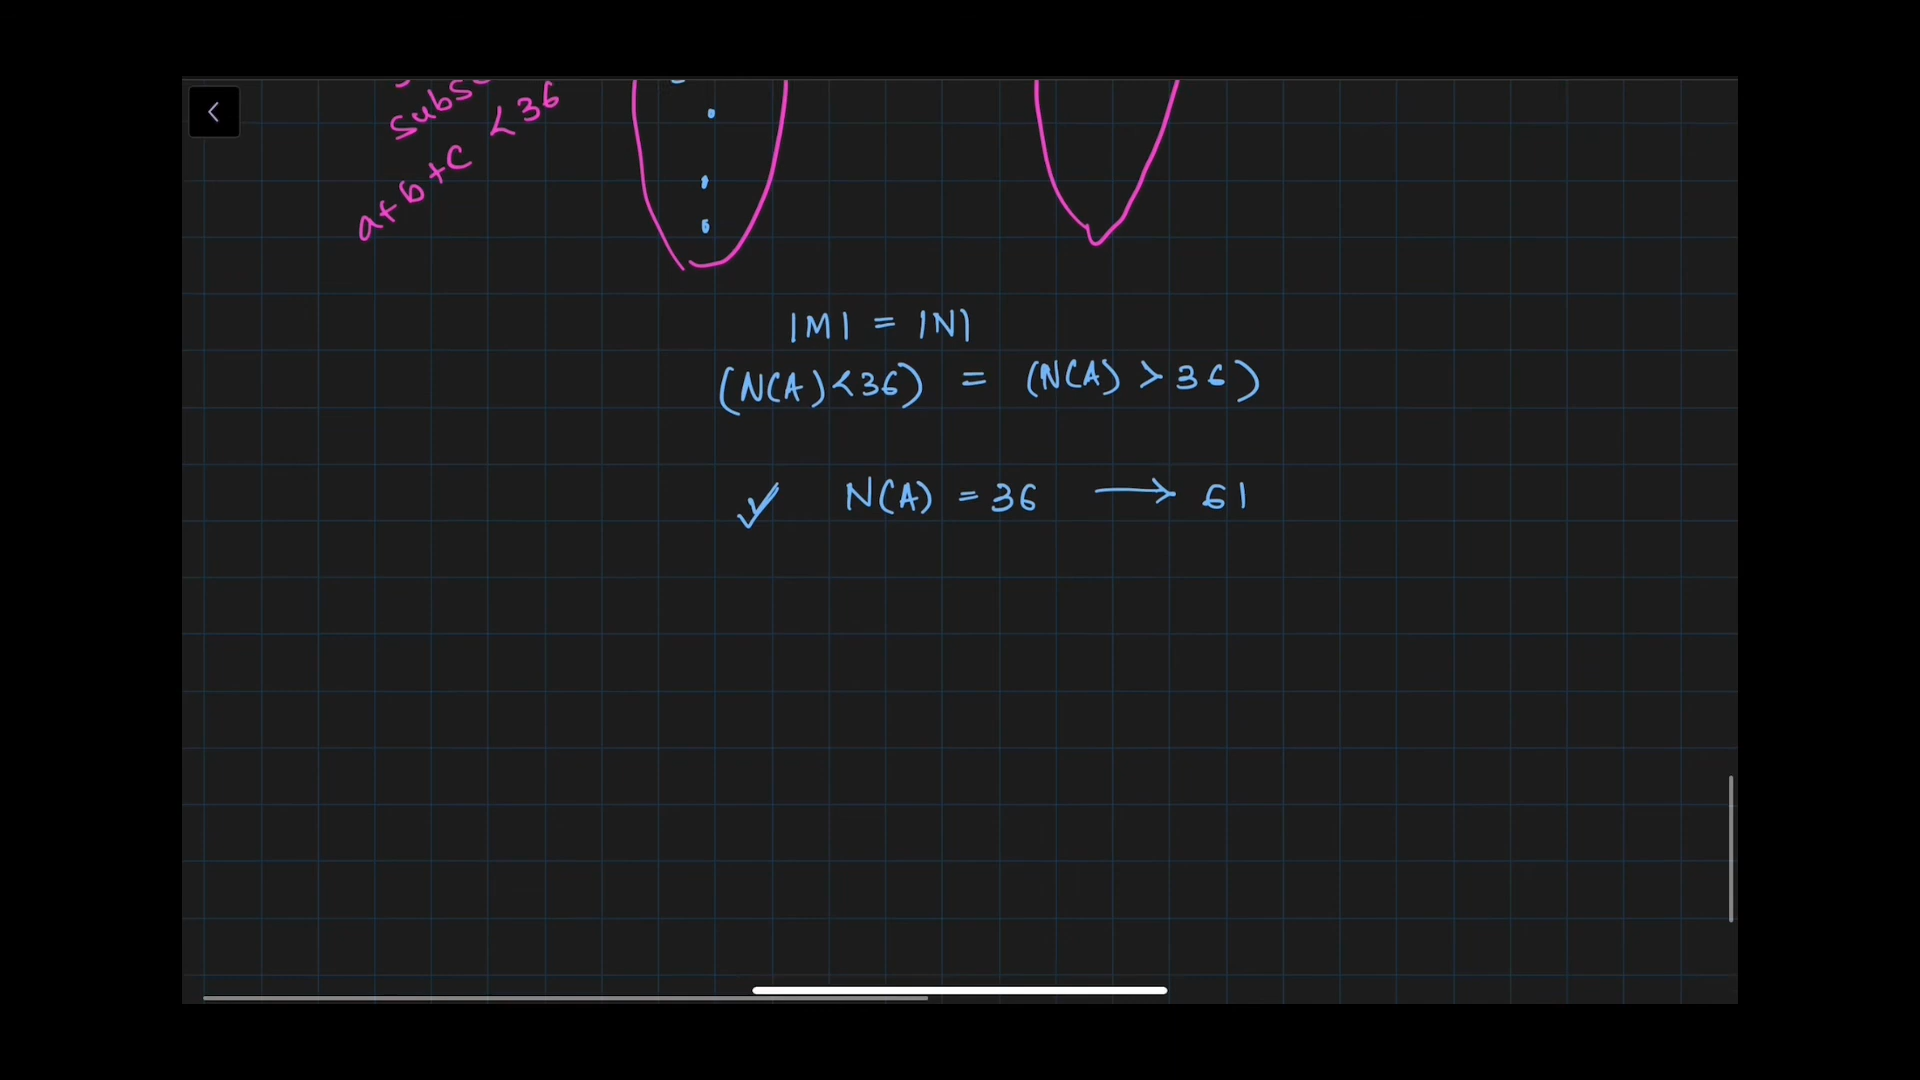 subs
a+b+c <36
|M| = |N|
(N(A)<36) = (N(A) > 36)
✓ N(A) = 36 → 61